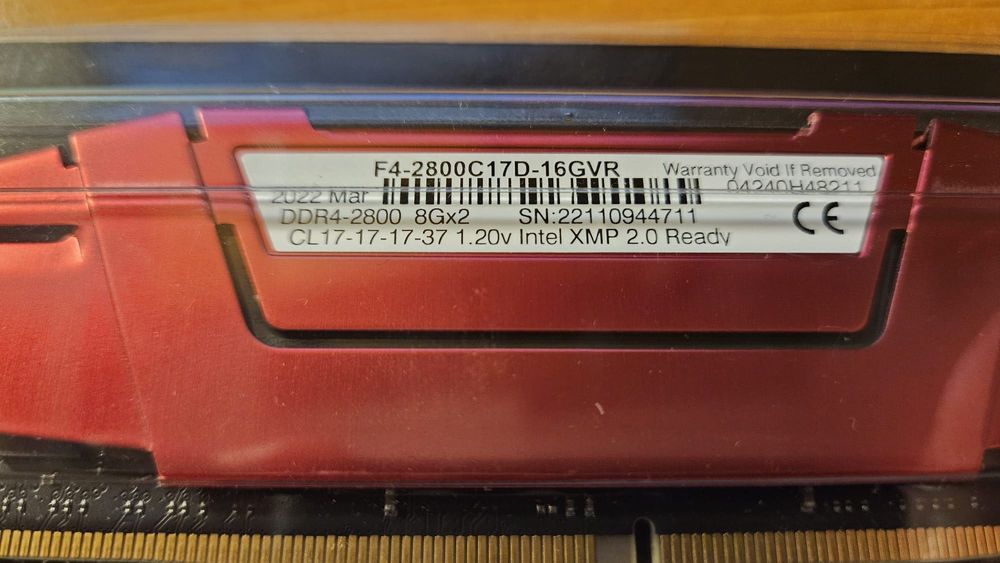 F4-2800C17D-16GVR Warranty Void If Removed
2022 Mar 04240H48211
DDR4-2800 8Gx2 SN:22110944711
CL17-17-17-37 1.20v Intel XMP 2.0 Ready
CE